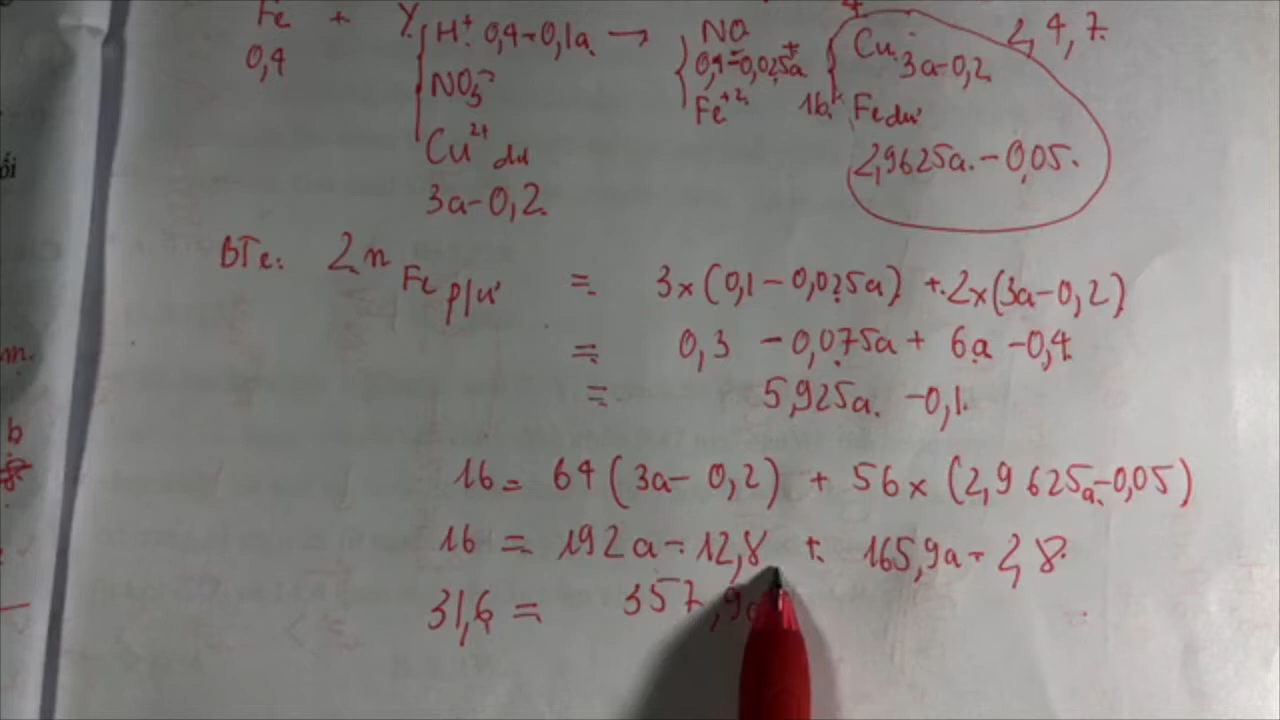 Fe + Y H⁺ 0,4-0,1a → NO Cu 3a-0,2 2,4,7.
0,4 NO₃⁻ 0,1-0,025a + Fe dư
Cu²⁺ dư Fe⁺² 16. 2,9625a - 0,05.
3a-0,2
BTe: 2n Fe p/ư = 3×(0,1-0,025a) + 2×(3a-0,2)
= 0,3 - 0,075a + 6a - 0,4
= 5,925a - 0,1.
16 = 64(3a-0,2) + 56×(2,9625a-0,05)
16 = 192a - 12,8 + 165,9a - 2,8
31,6 = 357,9a
b